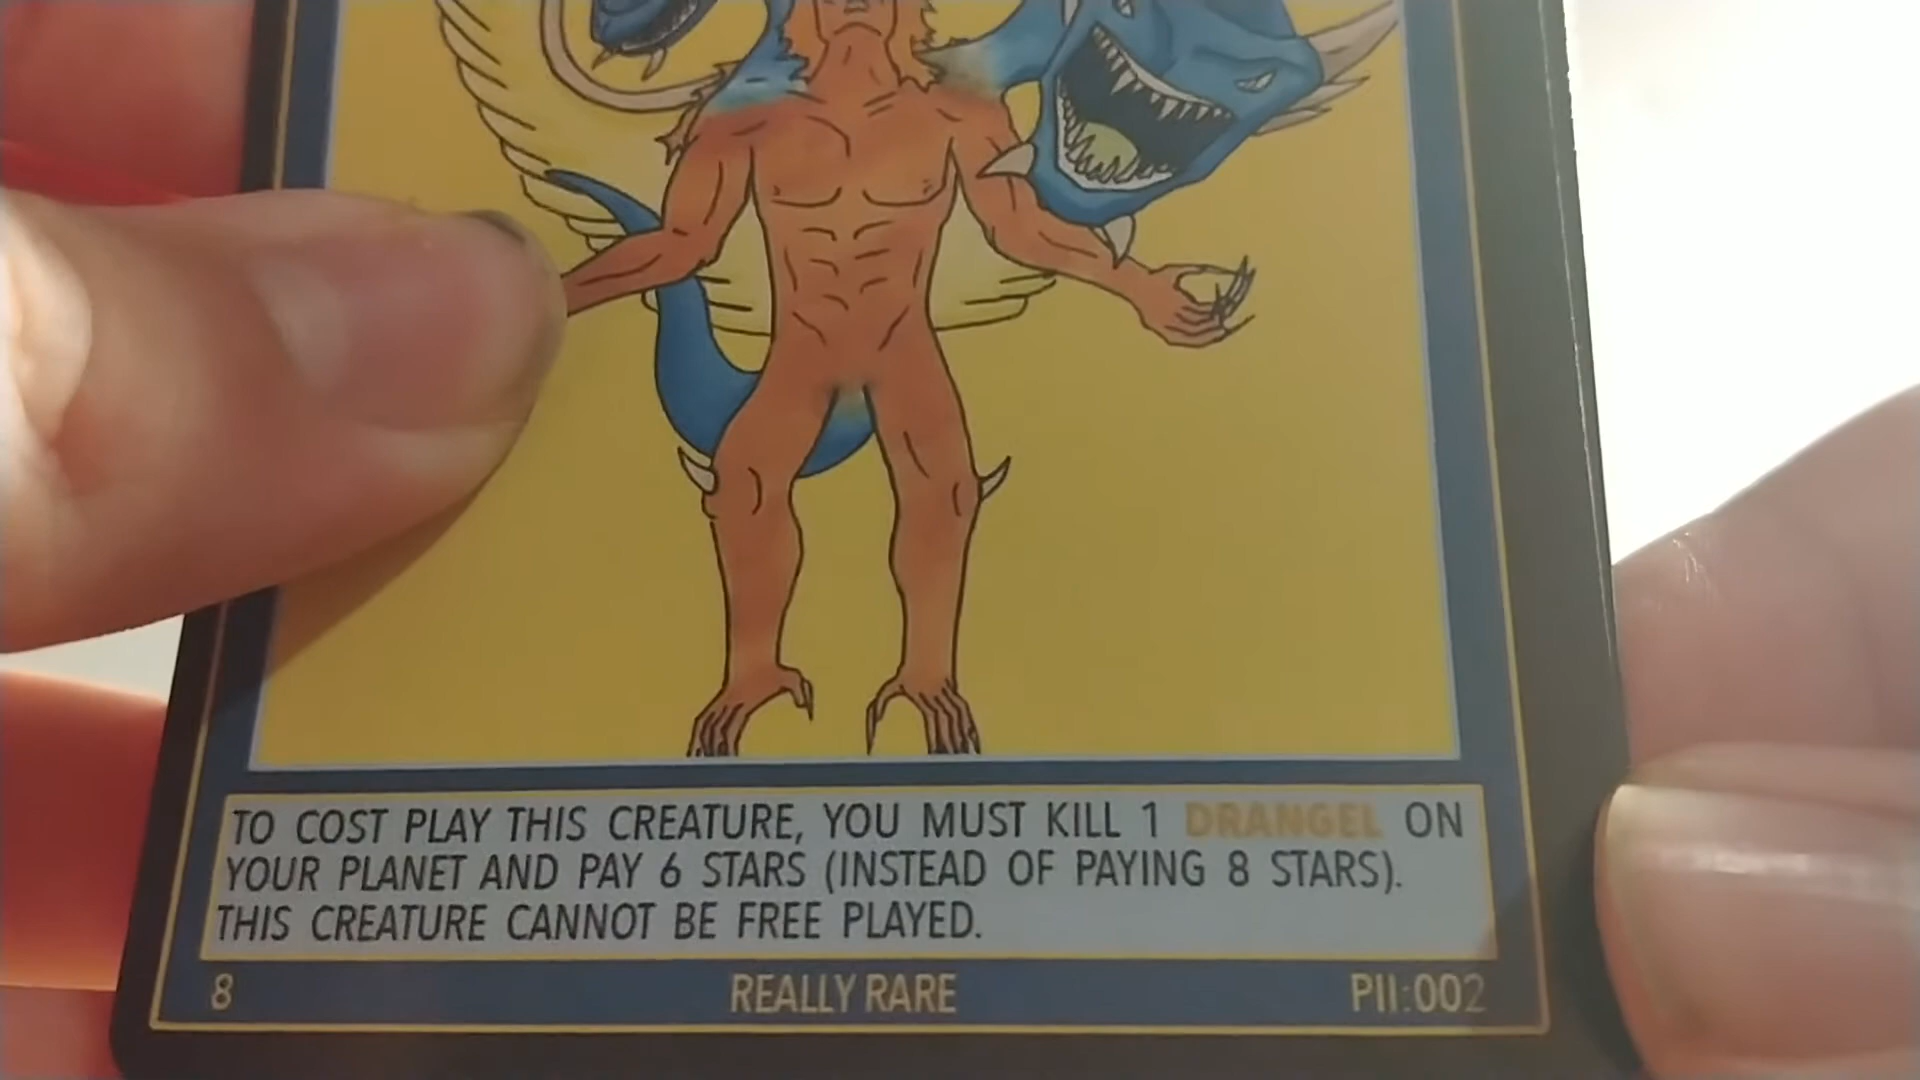 TO COST PLAY THIS CREATURE, YOU MUST KILL 1 DRANGEL ON
YOUR PLANET AND PAY 6 STARS (INSTEAD OF PAYING 8 STARS).
THIS CREATURE CANNOT BE FREE PLAYED.
8 REALLY RARE PII:002